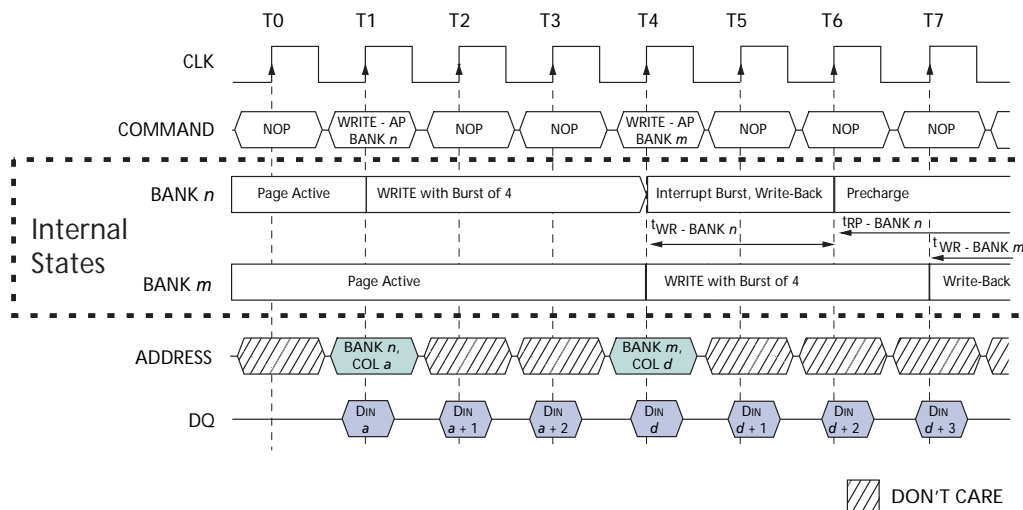 T0 T1 T2 T3 T4 T5 T6 T7
CLK
COMMAND NOP WRITE - AP BANK n NOP NOP WRITE - AP BANK m NOP NOP NOP
Internal States
BANK n Page Active WRITE with Burst of 4 Interrupt Burst, Write-Back Precharge
tWR - BANK n tRP - BANK n
tWR - BANK m
BANK m Page Active WRITE with Burst of 4 Write-Back
ADDRESS BANK n, COL a BANK m, COL d
DQ DIN a DIN a + 1 DIN a + 2 DIN d DIN d + 1 DIN d + 2 DIN d + 3
DON'T CARE